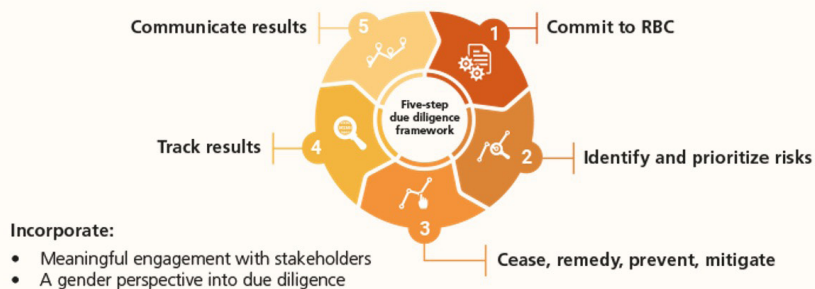 Five-step
due diligence
framework
1
Commit to RBC
2
Identify and prioritize risks
3
Cease, remedy, prevent, mitigate
4
Track results
5
Communicate results
Incorporate:
• Meaningful engagement with stakeholders
• A gender perspective into due diligence